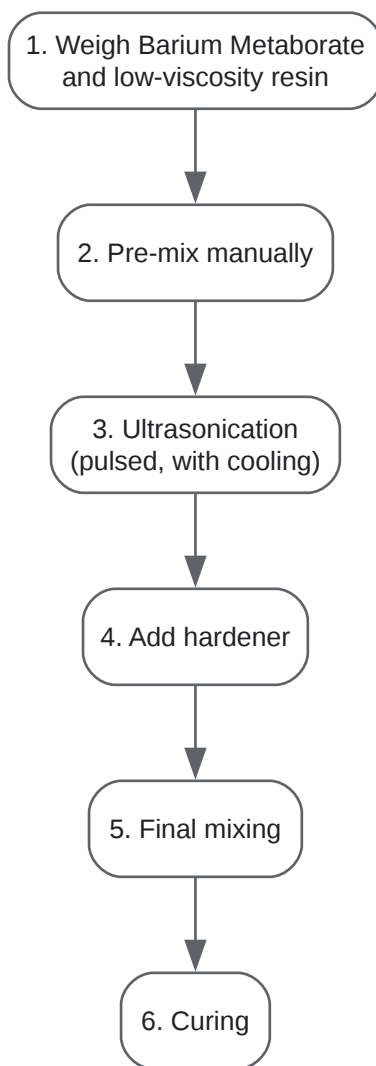 1. Weigh Barium Metaborate
and low-viscosity resin
2. Pre-mix manually
3. Ultrasonication
(pulsed, with cooling)
4. Add hardener
5. Final mixing
6. Curing